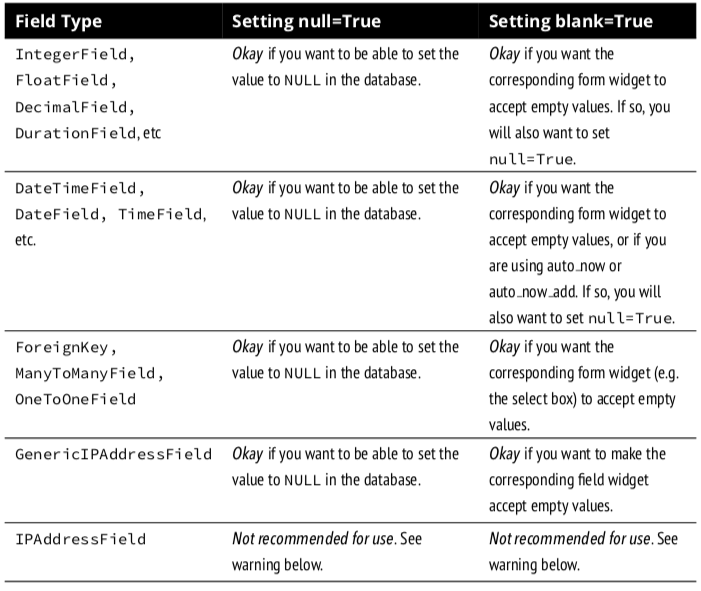 Field Type Setting null=True Setting blank=True
IntegerField,
FloatField,
DecimalField,
DurationField, etc
Okay if you want to be able to set the
value to NULL in the database.
Okay if you want the
corresponding form widget to
accept empty values. If so, you
will also want to set
null=True.
DateTimeField,
DateField, TimeField,
etc.
Okay if you want to be able to set the
value to NULL in the database.
Okay if you want the
corresponding form widget to
accept empty values, or if you
are using auto_now or
auto_now_add. If so, you will
also want to set null=True.
ForeignKey,
ManyToManyField,
OneToOneField
Okay if you want to be able to set the
value to NULL in the database.
Okay if you want the
corresponding form widget (e.g.
the select box) to accept empty
values.
GenericIPAddressField
Okay if you want to be able to set the
value to NULL in the database.
Okay if you want to make the
corresponding field widget
accept empty values.
IPAddressField
Not recommended for use. See
warning below.
Not recommended for use. See
warning below.